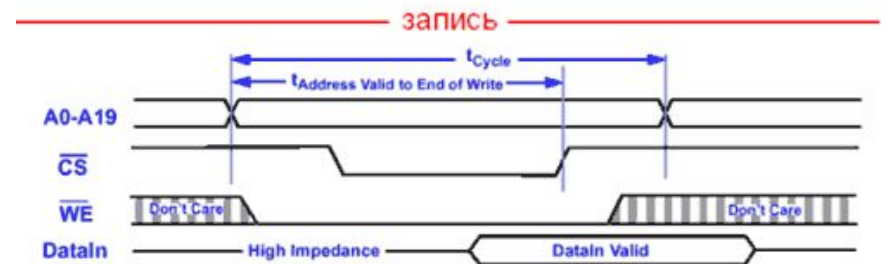 запись
tCycle
tAddress Valid to End of Write
A0-A19
CS
WE Don't Care Don't Care
DataIn High Impedance DataIn Valid